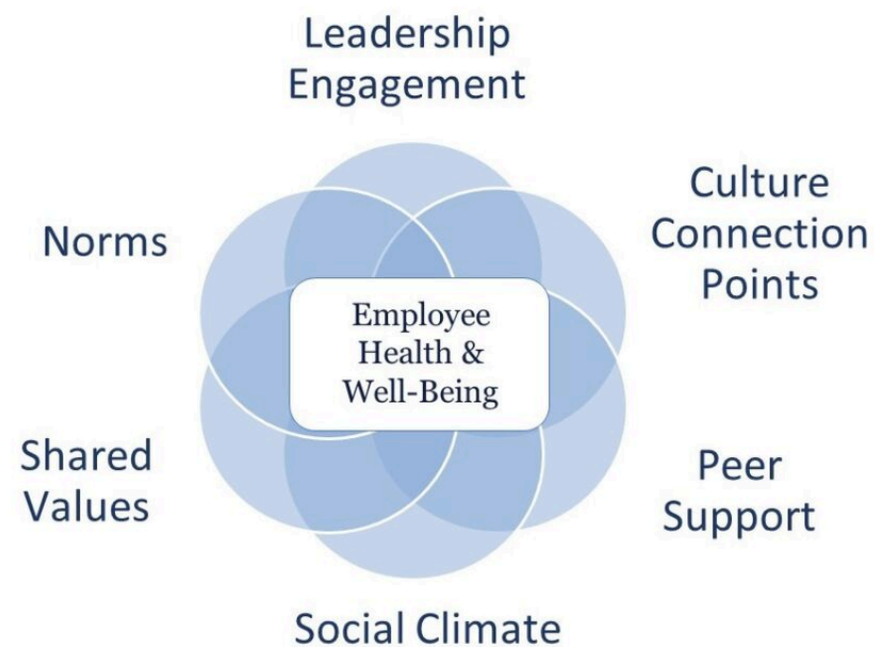 Leadership
Engagement
Culture
Connection
Points
Norms
Employee
Health &
Well-Being
Shared
Values
Peer
Support
Social Climate